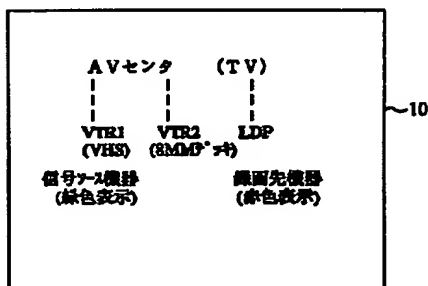 AVセンタ (TV)
VTR1 VTR2 LDP
(VHS) (8MMデッキ)
信号ソース機器 録画先機器
(緑色表示) (赤色表示)
~10